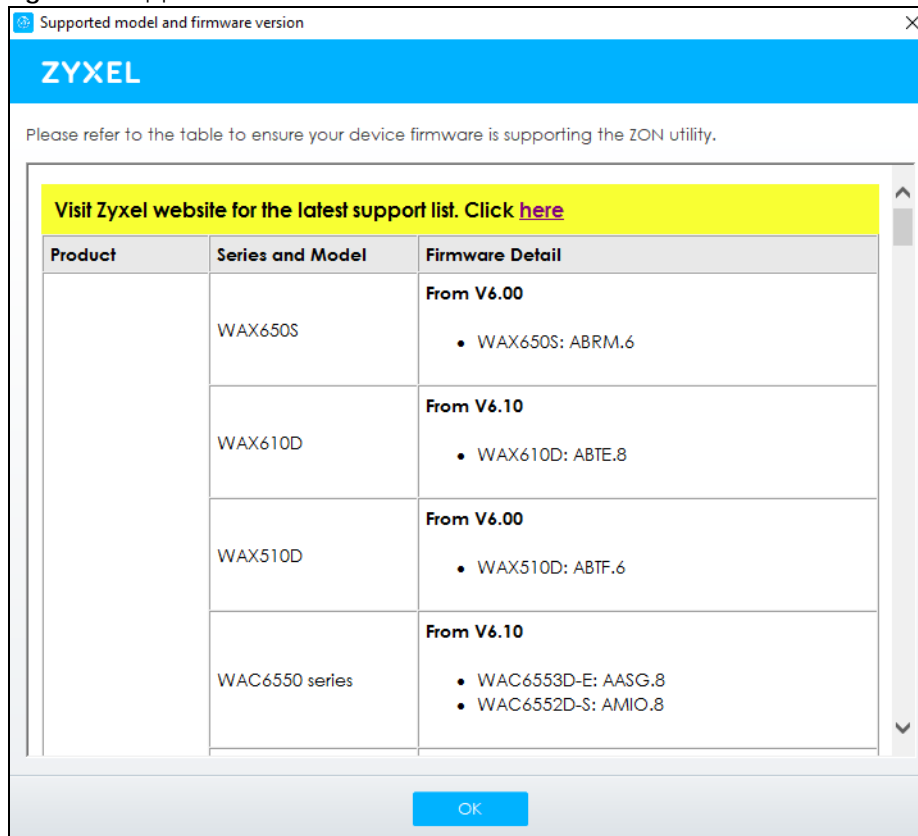 Supported model and firmware version
ZYXEL
Please refer to the table to ensure your device firmware is supporting the ZON utility.
Visit Zyxel website for the latest support list. Click here
Product Series and Model Firmware Detail
WAX650S
From V6.00
• WAX650S: ABRM.6
WAX610D
From V6.10
• WAX610D: ABTE.8
WAX510D
From V6.00
• WAX510D: ABTF.6
WAC6550 series
From V6.10
• WAC6553D-E: AASG.8
• WAC6552D-S: AMIO.8
OK